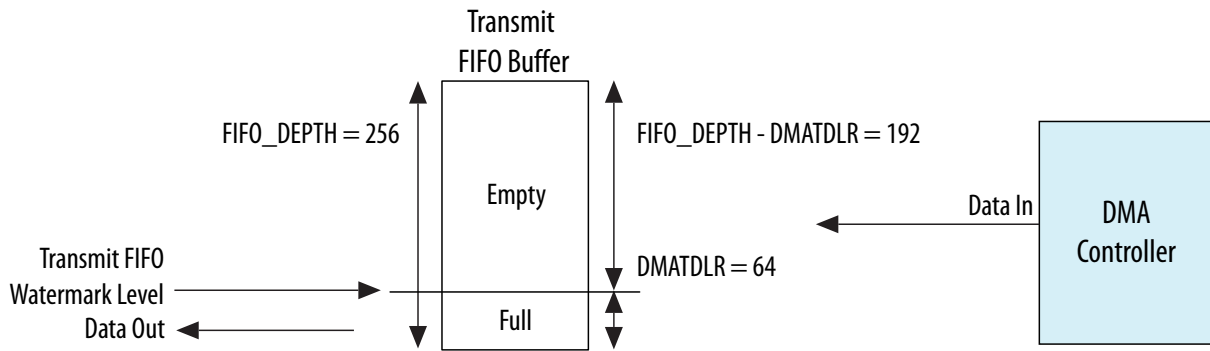 Transmit
FIFO Buffer
FIFO_DEPTH = 256
FIFO_DEPTH - DMATDLR = 192
Empty
Data In
DMA
Controller
Transmit FIFO
Watermark Level
DMATDLR = 64
Data Out
Full